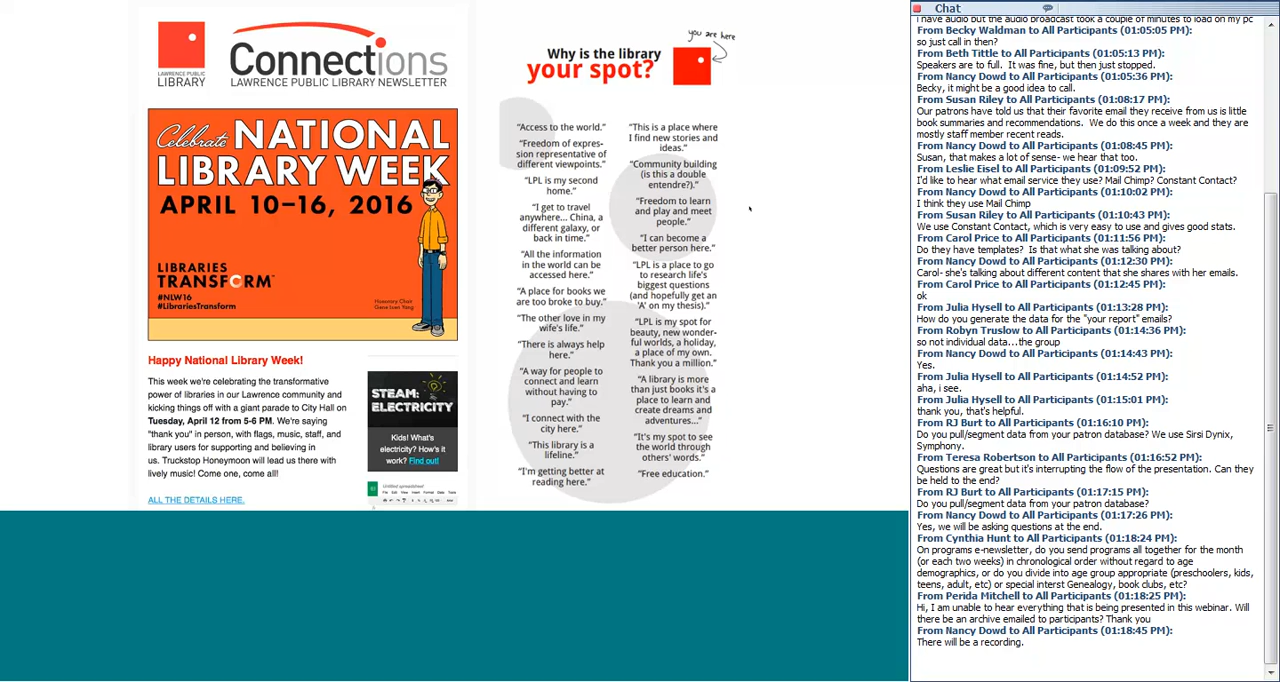 LAWRENCE PUBLIC
LIBRARY
Connections
LAWRENCE PUBLIC LIBRARY NEWSLETTER
Celebrate NATIONAL
LIBRARY WEEK
APRIL 10–16, 2016
LIBRARIES
TRANSFORM™
#NLW16
#LibrariesTransform
Honorary Chair
Gene Luen Yang
Happy National Library Week!
This week we're celebrating the transformative
power of libraries in our Lawrence community and
kicking things off with a giant parade to City Hall on
Tuesday, April 12 from 5-6 PM. We're saying
"thank you" in person, with flags, music, staff, and
library users for supporting and believing in
us. Truckstop Honeymoon will lead us there with
lively music! Come one, come all!
ALL THE DETAILS HERE.
STEAM:
ELECTRICITY
Kids! What's
electricity? How's it
work? Find out!
Untitled spreadsheet
you are here
Why is the library
your spot?
"Access to the world."
"Freedom of expres-
sion representative of
different viewpoints."
"LPL is my second
home."
"I get to travel
anywhere... China, a
different galaxy, or
back in time."
"All the information
in the world can be
accessed here."
"A place for books we
are too broke to buy."
"The other love in my
wife's life."
"There is always help
here."
"A way for people to
connect and learn
without having to
pay."
"I connect with the
city here."
"This library is a
lifeline."
"I'm getting better at
reading here."
"This is a place where
I find new stories and
ideas."
"Community building
(is this a double
entendre?)."
"Freedom to learn
and play and meet
people."
"I can become a
better person here."
"LPL is a place to go
to research life's
biggest questions
(and hopefully get an
'A' on my thesis)."
"LPL is my spot for
beauty, new wonder-
ful worlds, a holiday,
a place of my own.
Thank you a million."
"A library is more
than just books it's a
place to learn and
create dreams and
adventures..."
"It's my spot to see
the world through
others' words."
"Free education."
Chat
I have audio but the audio broadcast took a couple of minutes to load on my pc
From Becky Waldman to All Participants (01:05:05 PM):
so just call in then?
From Beth Tittle to All Participants (01:05:13 PM):
Speakers are to full. It was fine, but then just stopped.
From Nancy Dowd to All Participants (01:05:36 PM):
Becky, it might be a good idea to call.
From Susan Riley to All Participants (01:08:17 PM):
Our patrons have told us that their favorite email they receive from us is little
book summaries and recommendations. We do this once a week and they are
mostly staff member recent reads.
From Nancy Dowd to All Participants (01:08:45 PM):
Susan, that makes a lot of sense- we hear that too.
From Leslie Eisel to All Participants (01:09:52 PM):
I'd like to hear what email service they use? Mail Chimp? Constant Contact?
From Nancy Dowd to All Participants (01:10:02 PM):
I think they use Mail Chimp
From Susan Riley to All Participants (01:10:43 PM):
We use Constant Contact, which is very easy to use and gives good stats.
From Carol Price to All Participants (01:11:56 PM):
Do they have templates? Is that what she was talking about?
From Nancy Dowd to All Participants (01:12:30 PM):
Carol- she's talking about different content that she shares with her emails.
From Carol Price to All Participants (01:12:45 PM):
ok
From Julia Hysell to All Participants (01:13:28 PM):
How do you generate the data for the "your report" emails?
From Robyn Truslow to All Participants (01:14:36 PM):
so not individual data...the group
From Nancy Dowd to All Participants (01:14:43 PM):
Yes.
From Julia Hysell to All Participants (01:14:52 PM):
aha, i see.
From Julia Hysell to All Participants (01:15:01 PM):
thank you, that's helpful.
From RJ Burt to All Participants (01:16:10 PM):
Do you pull/segment data from your patron database? We use Sirsi Dynix,
Symphony.
From Teresa Robertson to All Participants (01:16:52 PM):
Questions are great but it's interrupting the flow of the presentation. Can they
be held to the end?
From RJ Burt to All Participants (01:17:15 PM):
Do you pull/segment data from your patron database?
From Nancy Dowd to All Participants (01:17:26 PM):
Yes, we will be asking questions at the end.
From Cynthia Hunt to All Participants (01:18:24 PM):
On programs e-newsletter, do you send programs all together for the month
(or each two weeks) in chronological order without regard to age
demographics, or do you divide into age group appropriate (preschoolers, kids,
teens, adult, etc) or special interst Genealogy, book clubs, etc?
From Perida Mitchell to All Participants (01:18:25 PM):
Hi, I am unable to hear everything that is being presented in this webinar. Will
there be an archive emailed to participants? Thank you
From Nancy Dowd to All Participants (01:18:45 PM):
There will be a recording.